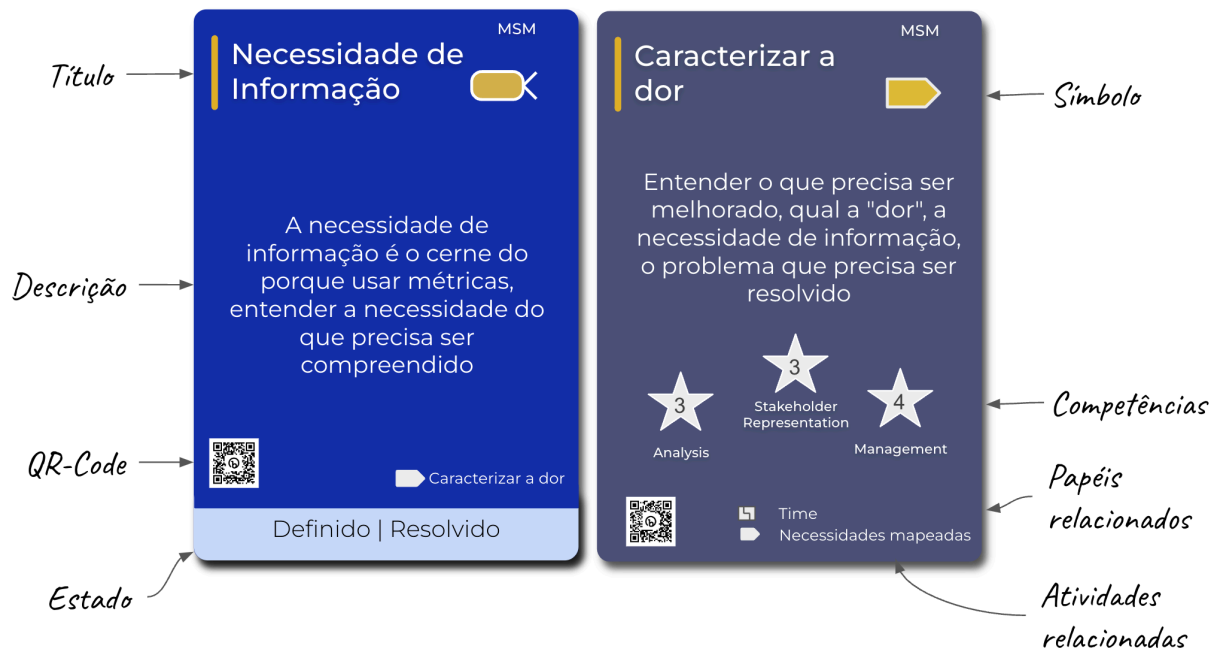 MSM
Necessidade de
Informação
A necessidade de
informação é o cerne do
porque usar métricas,
entender a necessidade do
que precisa ser
compreendido
Caracterizar a dor
Definido | Resolvido
MSM
Caracterizar a
dor
Entender o que precisa ser
melhorado, qual a "dor", a
necessidade de informação,
o problema que precisa ser
resolvido
3
Analysis
3
Stakeholder
Representation
4
Management
Time
Necessidades mapeadas
Título
Descrição
QR-Code
Estado
Símbolo
Competências
Papéis
relacionados
Atividades
relacionadas